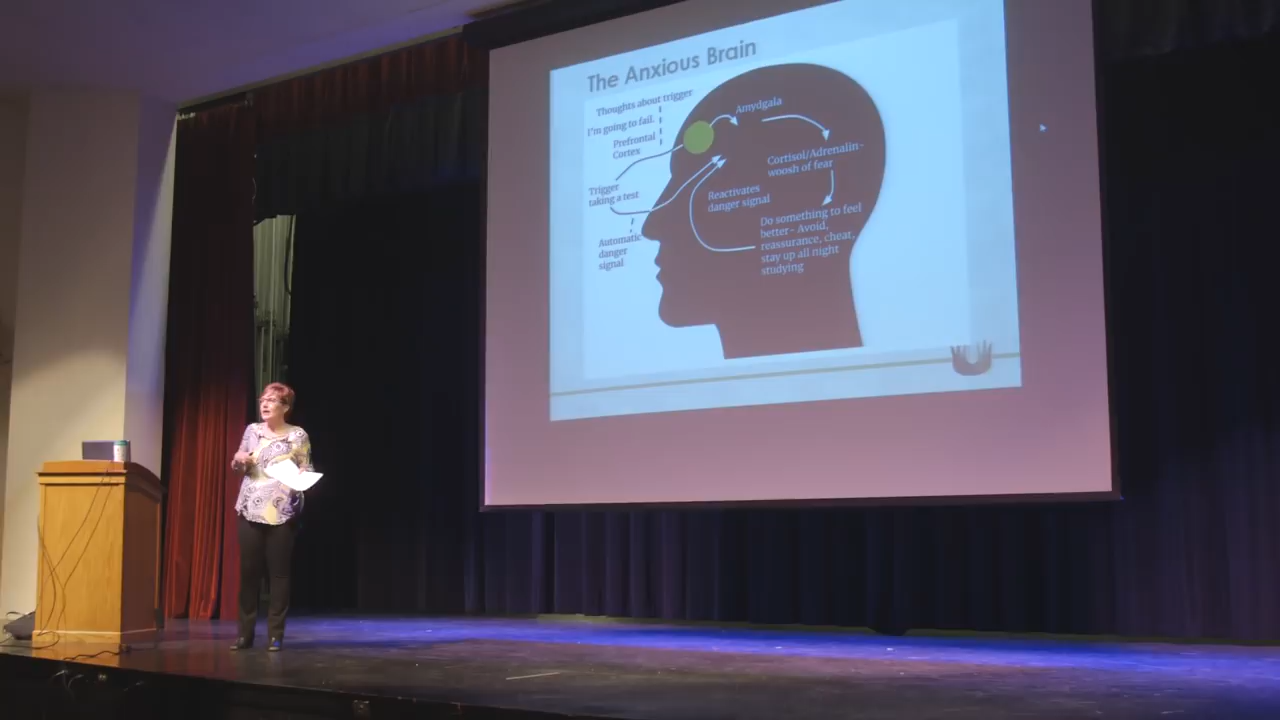 The Anxious Brain
Thoughts about trigger
I'm going to fail.
Prefrontal
Cortex
Trigger
taking a test
Automatic
danger
signal
Amydgala
Cortisol/Adrenalin-
woosh of fear
Reactivates
danger signal
Do something to feel
better- Avoid,
reassurance, cheat,
stay up all night
studying